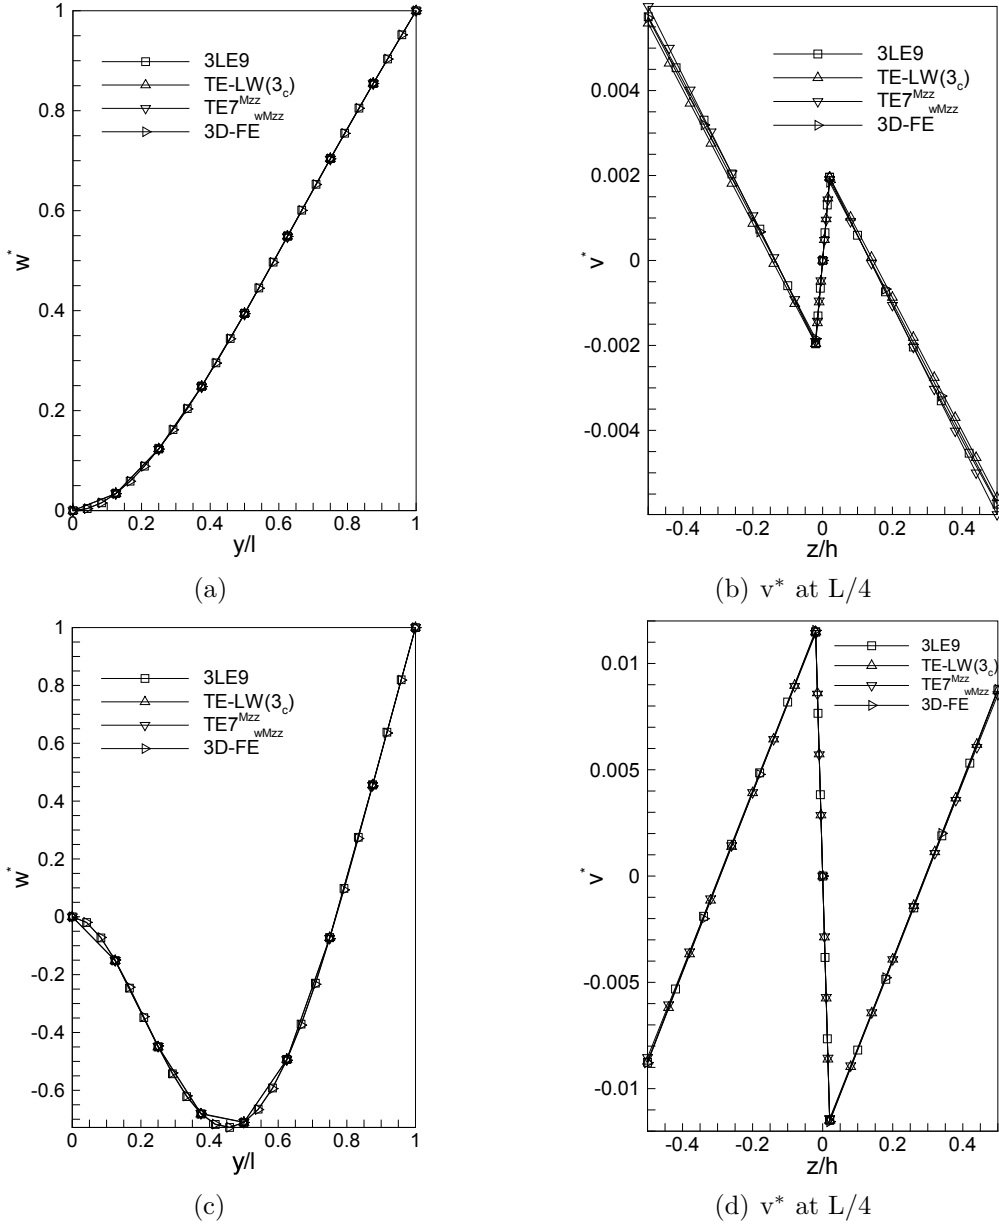 1
0.8
0.6
0.4
0.2
0
w*
0 0.2 0.4 0.6 0.8 1
y/l
3LE9
TE-LW(3c)
TE7Mzz wMzz
3D-FE
(a)
0.004
0.002
0
-0.002
-0.004
v*
-0.4 -0.2 0 0.2 0.4
z/h
3LE9
TE-LW(3c)
TE7Mzz wMzz
3D-FE
(b) v* at L/4
1
0.8
0.6
0.4
0.2
0
-0.2
-0.4
-0.6
w*
0 0.2 0.4 0.6 0.8 1
y/l
3LE9
TE-LW(3c)
TE7Mzz wMzz
3D-FE
(c)
0.01
0.005
0
-0.005
-0.01
v*
-0.4 -0.2 0 0.2 0.4
z/h
3LE9
TE-LW(3c)
TE7Mzz wMzz
3D-FE
(d) v* at L/4